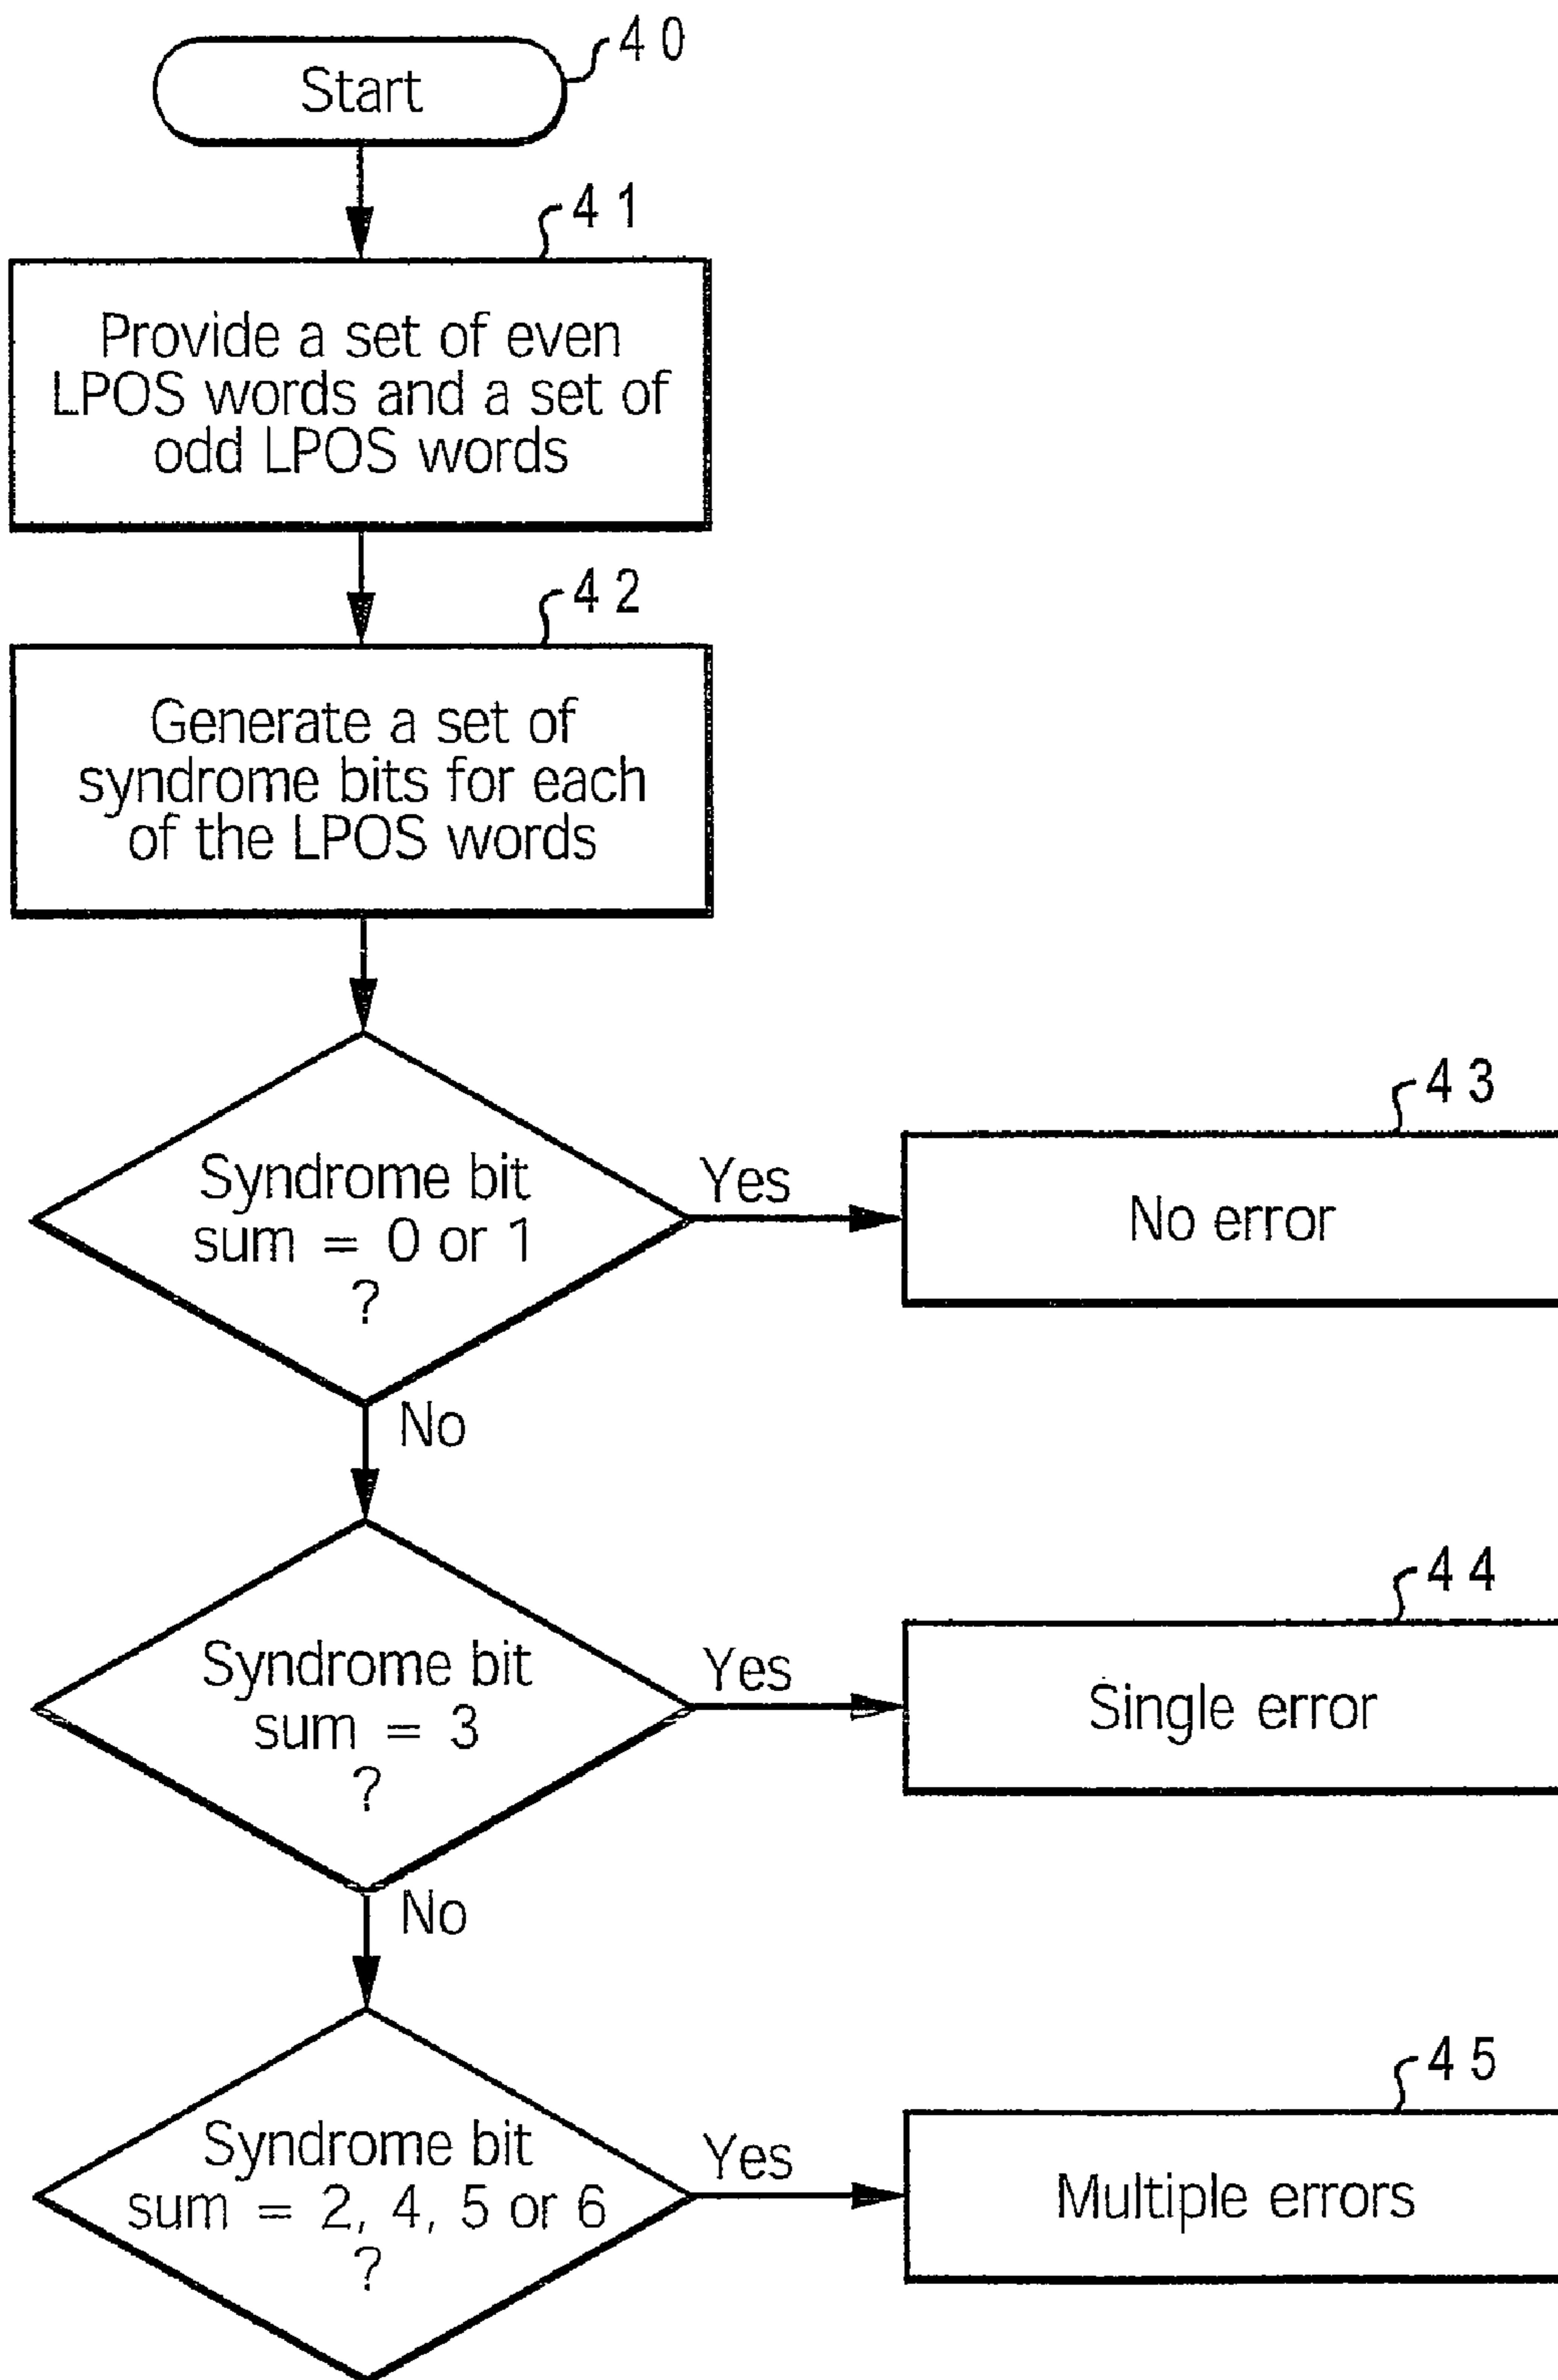 40
Start
41
Provide a set of even
LPOS words and a set of
odd LPOS words
42
Generate a set of
syndrome bits for each
of the LPOS words
43
Syndrome bit
sum = 0 or 1
?
Yes
No error
No
44
Syndrome bit
sum = 3
?
Yes
Single error
No
45
Syndrome bit
sum = 2, 4, 5 or 6
?
Yes
Multiple errors